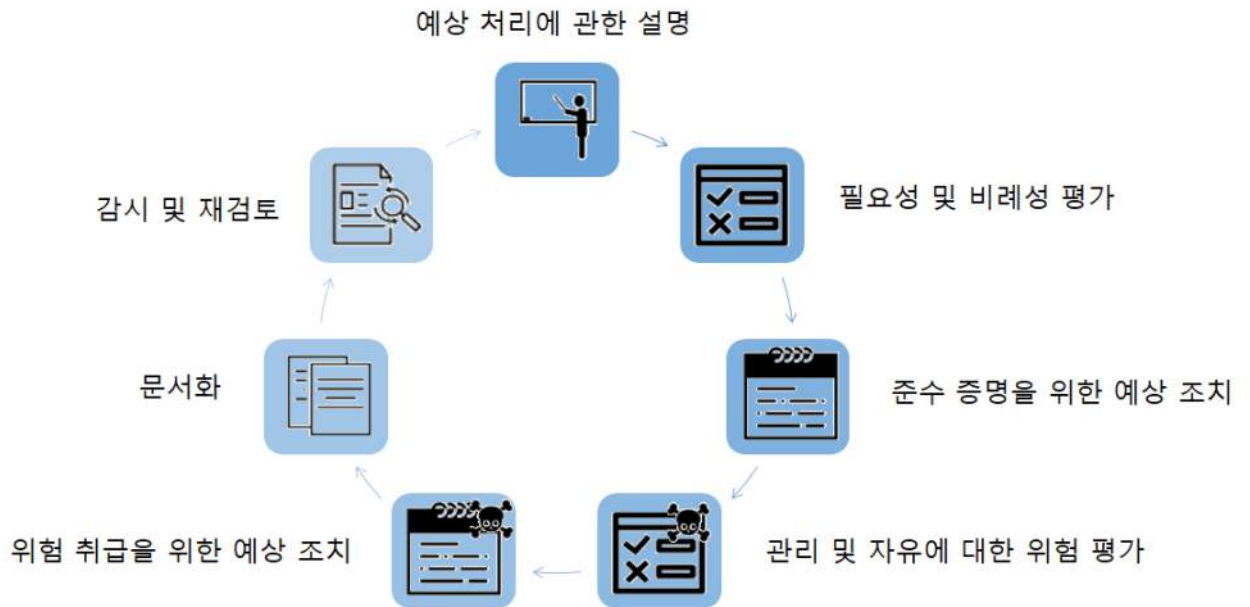 예상 처리에 관한 설명
필요성 및 비례성 평가
준수 증명을 위한 예상 조치
관리 및 자유에 대한 위험 평가
위험 취급을 위한 예상 조치
문서화
감시 및 재검토